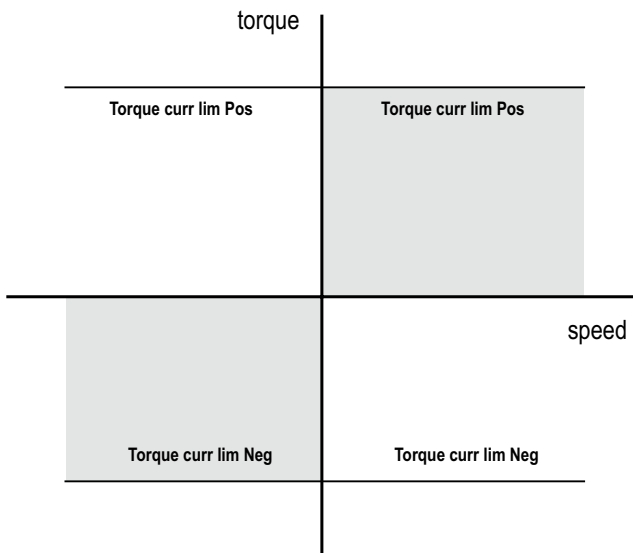 torque
Torque curr lim Pos
Torque curr lim Pos
speed
Torque curr lim Neg
Torque curr lim Neg